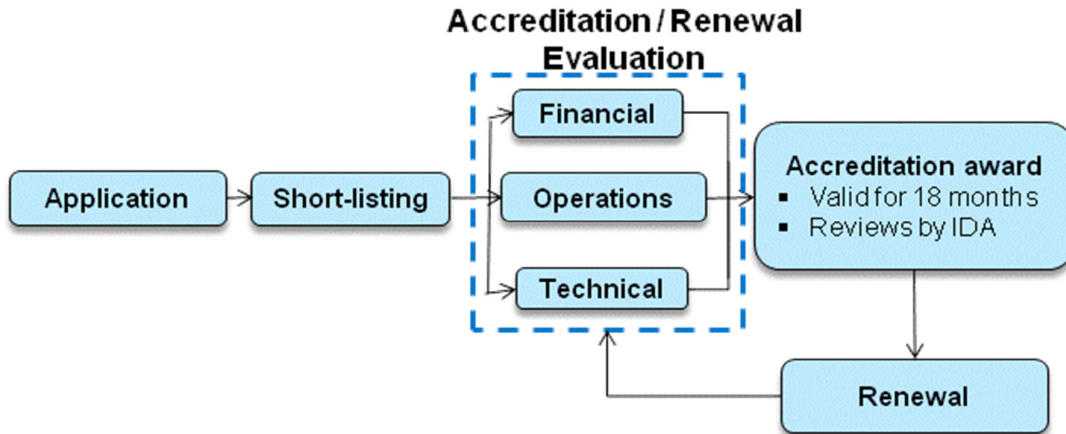 Accreditation / Renewal
Evaluation
Application
Short-listing
Financial
Operations
Technical
Accreditation award
▪ Valid for 18 months
▪ Reviews by IDA
Renewal